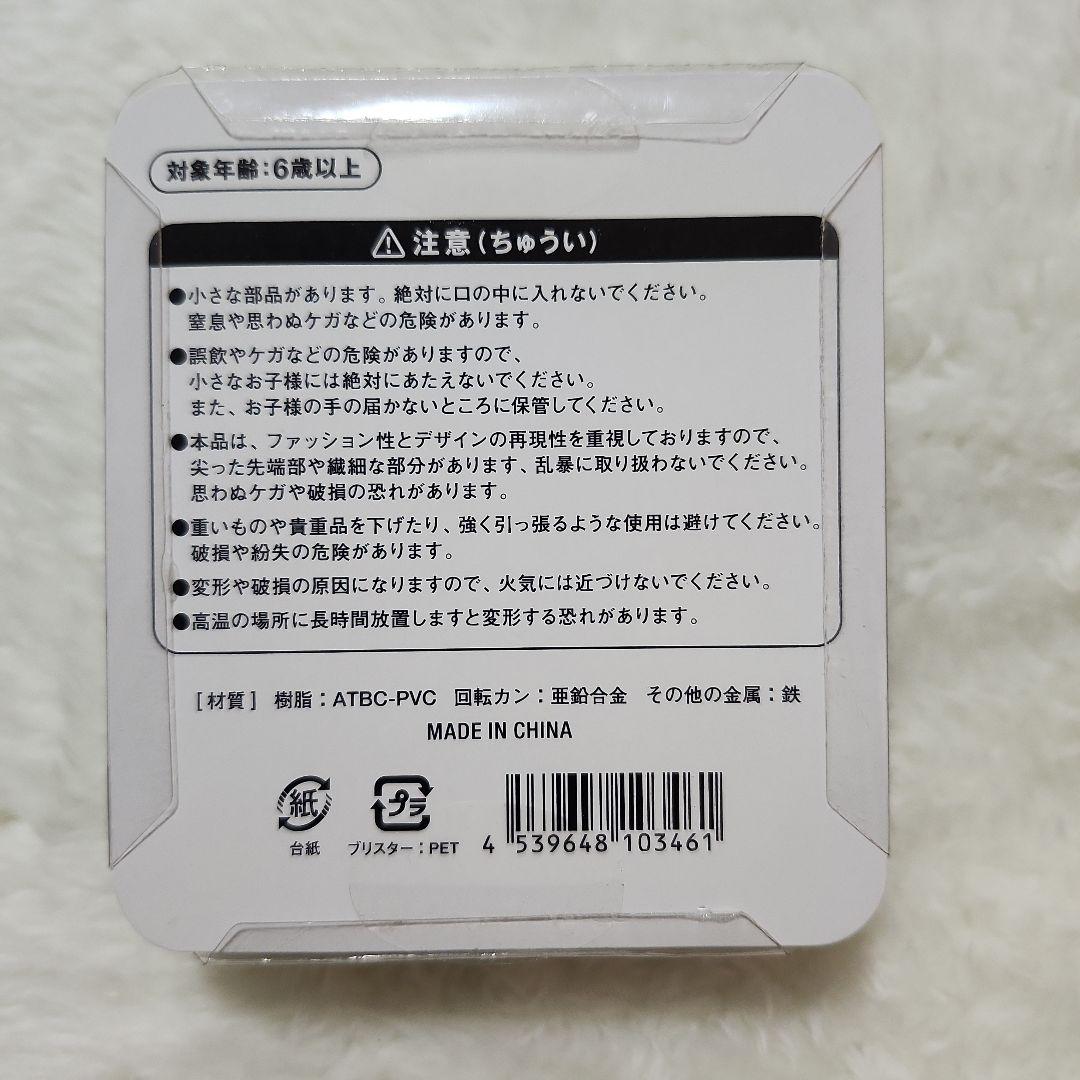 対象年齢:6歳以上
⚠注意(ちゅうい)
●小さな部品があります。絶対に口の中に入れないでください。
窒息や思わぬケガなどの危険があります。
●誤飲やケガなどの危険がありますので、
小さなお子様には絶対にあたえないでください。
また、お子様の手の届かないところに保管してください。
●本品は、ファッション性とデザインの再現性を重視しておりますので、
尖った先端部や繊細な部分があります、乱暴に取り扱わないでください。
思わぬケガや破損の恐れがあります。
●重いものや貴重品を下げたり、強く引っ張るような使用は避けてください。
破損や紛失の危険があります。
●変形や破損の原因になりますので、火気には近づけないでください。
●高温の場所に長時間放置しますと変形する恐れがあります。
[材質] 樹脂:ATBC-PVC 回転カン:亜鉛合金 その他の金属:鉄
MADE IN CHINA
紙 プラ
台紙 ブリスター:PET 4 539648 103461